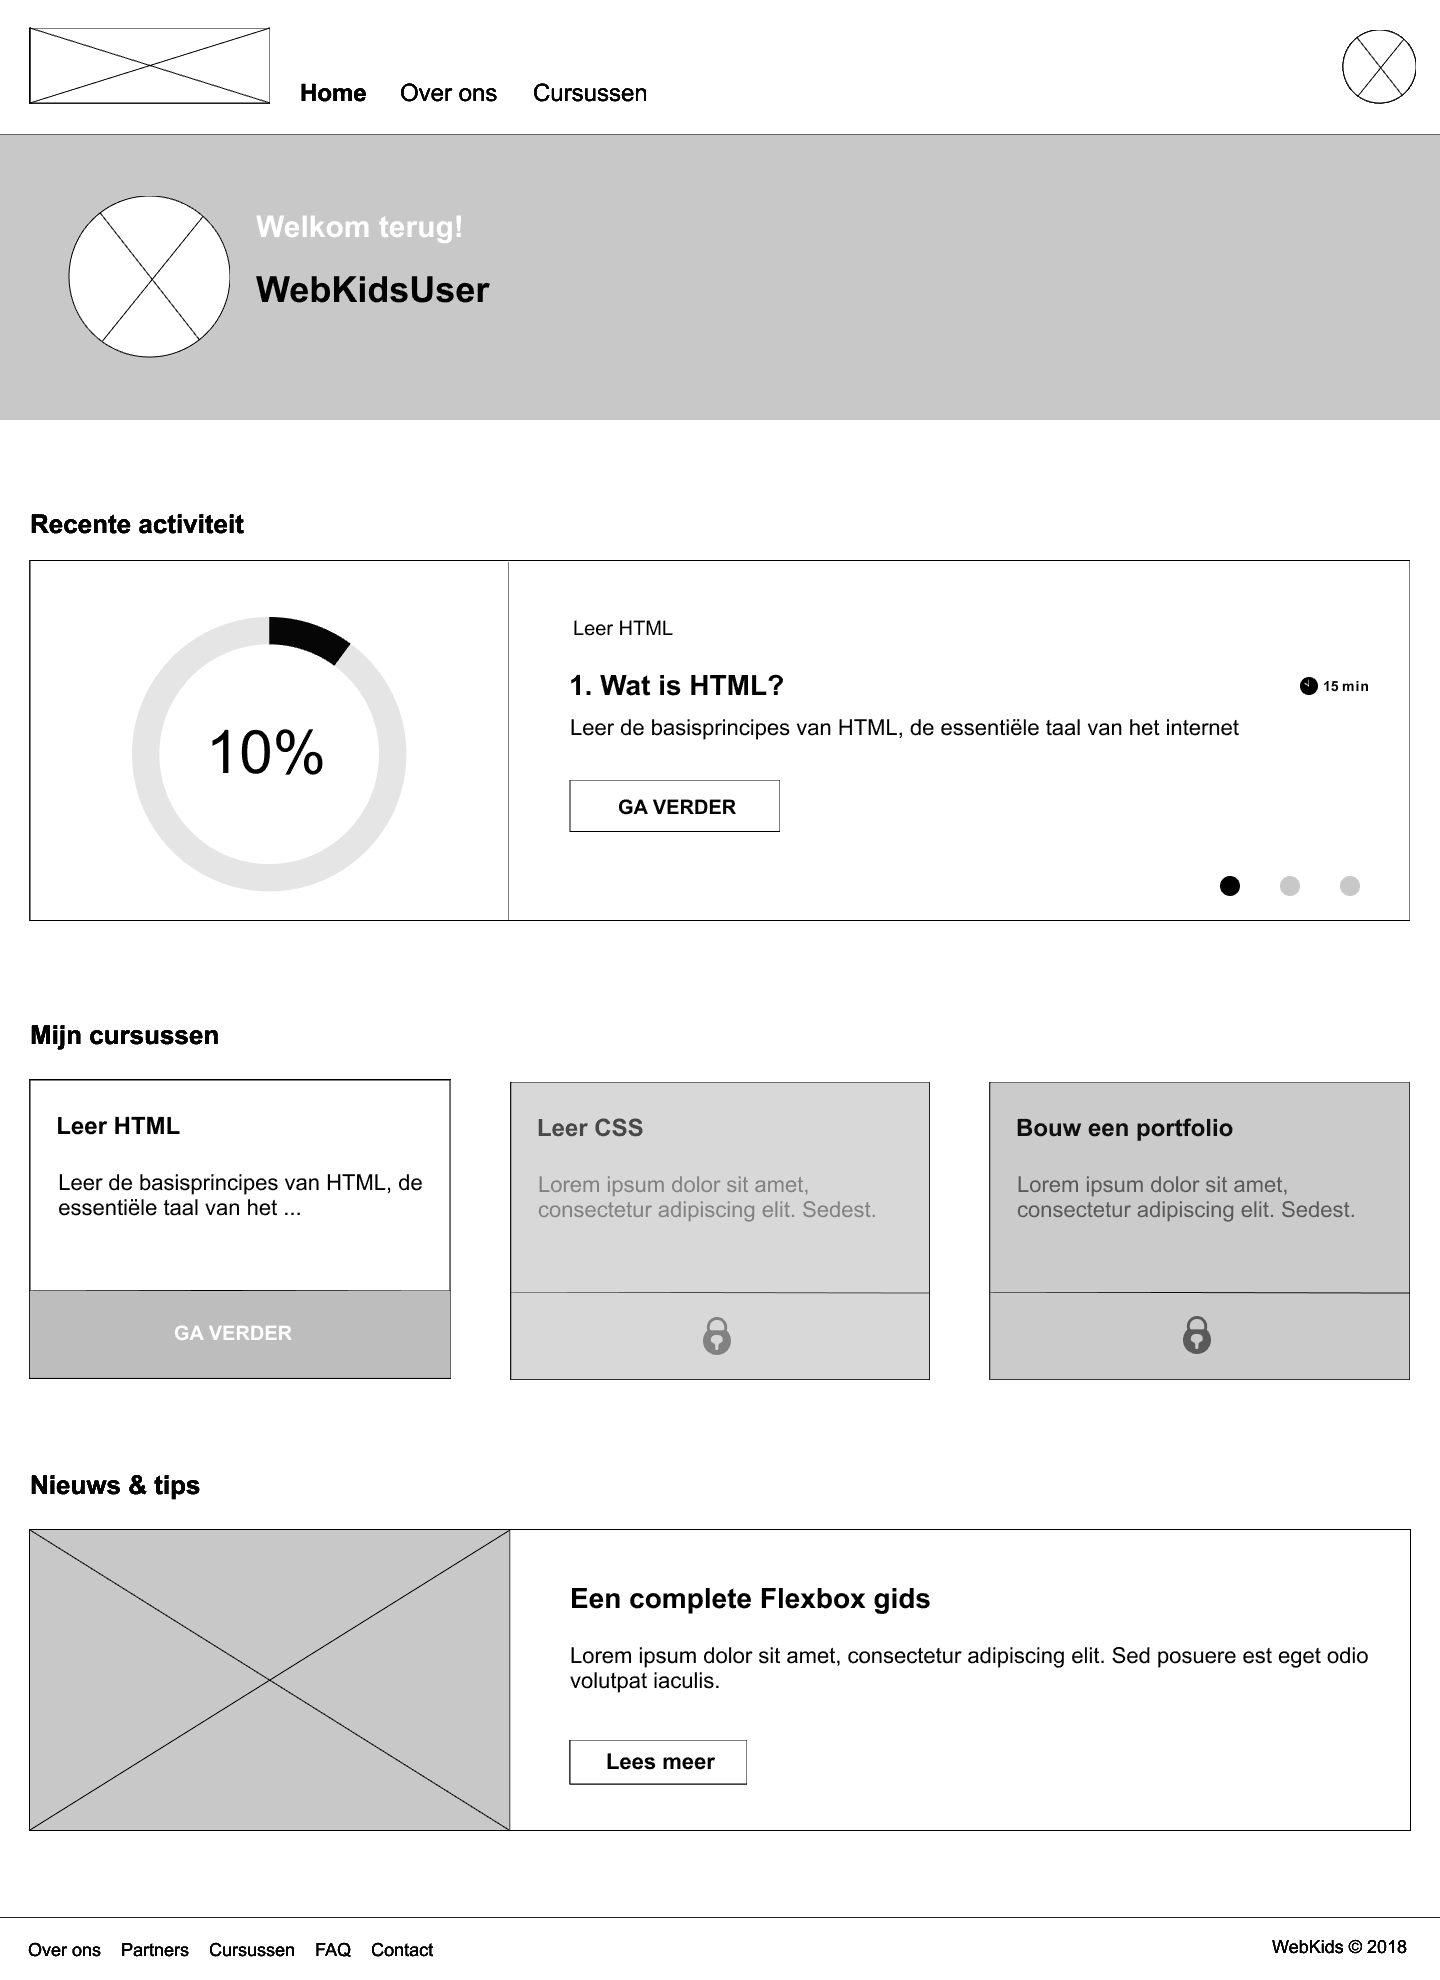 Home Over ons Cursussen
Welkom terug!
WebKidsUser
Recente activiteit
10%
Leer HTML
1. Wat is HTML?
15 min
Leer de basisprincipes van HTML, de essentiële taal van het internet
GA VERDER
Mijn cursussen
Leer HTML
Leer de basisprincipes van HTML, de
essentiële taal van het ...
GA VERDER
Leer CSS
Lorem ipsum dolor sit amet,
consectetur adipiscing elit. Sedest.
Bouw een portfolio
Lorem ipsum dolor sit amet,
consectetur adipiscing elit. Sedest.
Nieuws & tips
Een complete Flexbox gids
Lorem ipsum dolor sit amet, consectetur adipiscing elit. Sed posuere est eget odio
volutpat iaculis.
Lees meer
Over ons Partners Cursussen FAQ Contact
WebKids © 2018